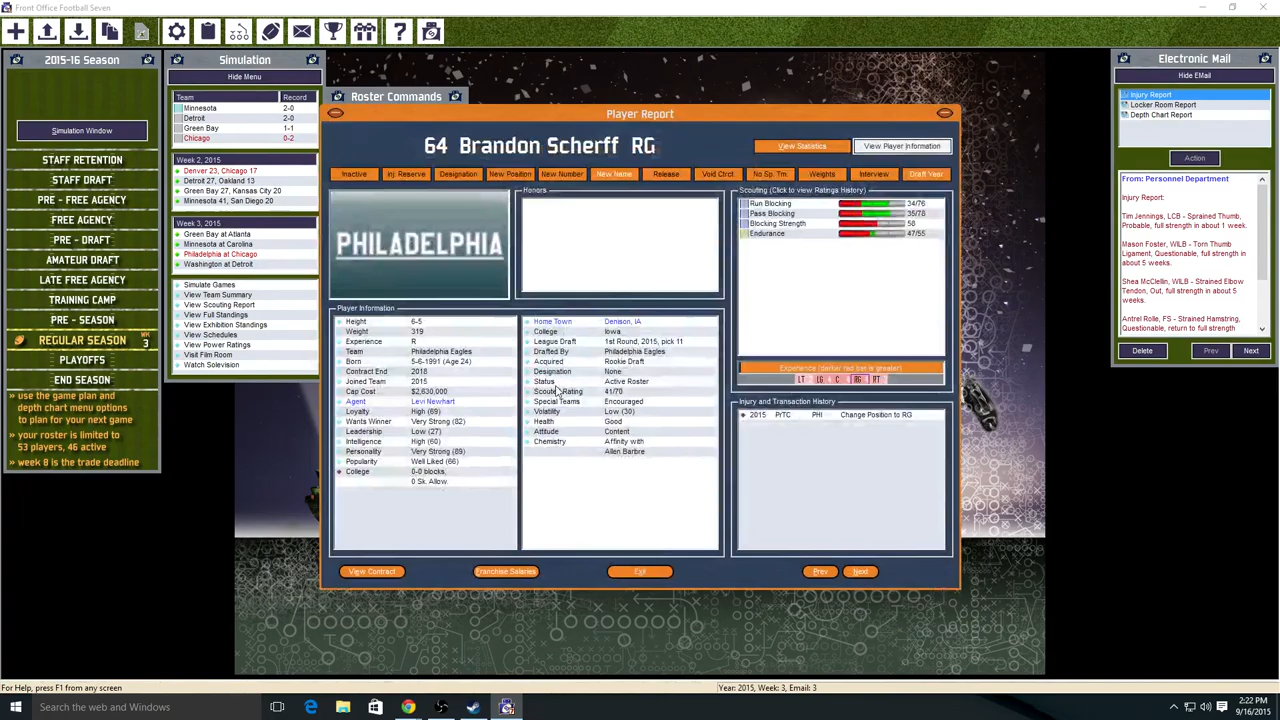 Front Office Football Seven
2015-16 Season
Simulation Window
STAFF RETENTION
STAFF DRAFT
PRE - FREE AGENCY
FREE AGENCY
PRE - DRAFT
AMATEUR DRAFT
LATE FREE AGENCY
TRAINING CAMP
PRE - SEASON
REGULAR SEASON WK 3
PLAYOFFS
END SEASON
» use the game plan and
depth chart menu options
to plan for your next game
» your roster is limited to
53 players, 46 active
» week 8 is the trade deadline
Simulation
Hide Menu
Team Record
Minnesota 2-0
Detroit 2-0
Green Bay 1-1
Chicago 0-2
Week 2, 2015
Denver 23, Chicago 17
Detroit 27, Oakland 13
Green Bay 27, Kansas City 20
Minnesota 41, San Diego 20
Week 3, 2015
Green Bay at Atlanta
Minnesota at Carolina
Philadelphia at Chicago
Washington at Detroit
Simulate Games
View Team Summary
View Scouting Report
View Full Standings
View Exhibition Standings
View Schedules
View Power Ratings
Visit Film Room
Watch Solevision
Roster Commands
Player Report
64 Brandon Scherff RG
View Statistics View Player Information
Inactive Inj. Reserve Designation New Position New Number New Name Release Void Ctrct. No Sp. Tm. Weights Interview Draft Year
PHILADELPHIA
Honors
Scouting (Click to view Ratings History)
Run Blocking 34/76
Pass Blocking 35/78
Blocking Strength 58
Endurance 47/55
Experience (darker red bar is greater)
LT LG C RG RT
Player Information
Height 6-5
Weight 319
Experience R
Team Philadelphia Eagles
Born 5-6-1991 (Age 24)
Contract End 2018
Joined Team 2015
Cap Cost $2,630,000
Agent Levi Newhart
Loyalty High (69)
Wants Winner Very Strong (82)
Leadership Low (27)
Intelligence High (60)
Personality Very Strong (89)
Popularity Well Liked (66)
College 0-0 blocks,
0 Sk. Allow.
Home Town Denison, IA
College Iowa
League Draft 1st Round, 2015, pick 11
Drafted By Philadelphia Eagles
Acquired Rookie Draft
Designation None
Status Active Roster
Scouts Rating 41/70
Special Teams Encouraged
Volatility Low (30)
Health Good
Attitude Content
Chemistry Affinity with
Allen Barbre
Injury and Transaction History
2015 PrTC PHI Change Position to RG
View Contract Franchise Salaries Exit Prev Next
Electronic Mail
Hide EMail
Injury Report
Locker Room Report
Depth Chart Report
Action
From: Personnel Department
Injury Report:
Tim Jennings, LCB - Sprained Thumb,
Probable, full strength in about 1 week.
Mason Foster, WILB - Torn Thumb
Ligament, Questionable, full strength in
about 5 weeks.
Shea McClellin, WILB - Strained Elbow
Tendon, Out, full strength in about 5
weeks.
Antrel Rolle, FS - Strained Hamstring,
Questionable, return to full strength
Delete Prev Next
For Help, press F1 from any screen
Year: 2015, Week: 3, Email: 3
Search the web and Windows
2:22 PM
9/16/2015